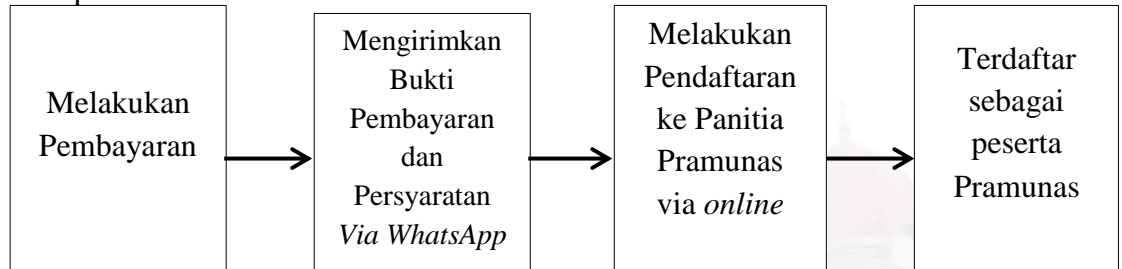 Melakukan
Pembayaran
Mengirimkan
Bukti
Pembayaran
dan
Persyaratan
Via WhatsApp
Melakukan
Pendaftaran
ke Panitia
Pramunas
via online
Terdaftar
sebagai
peserta
Pramunas